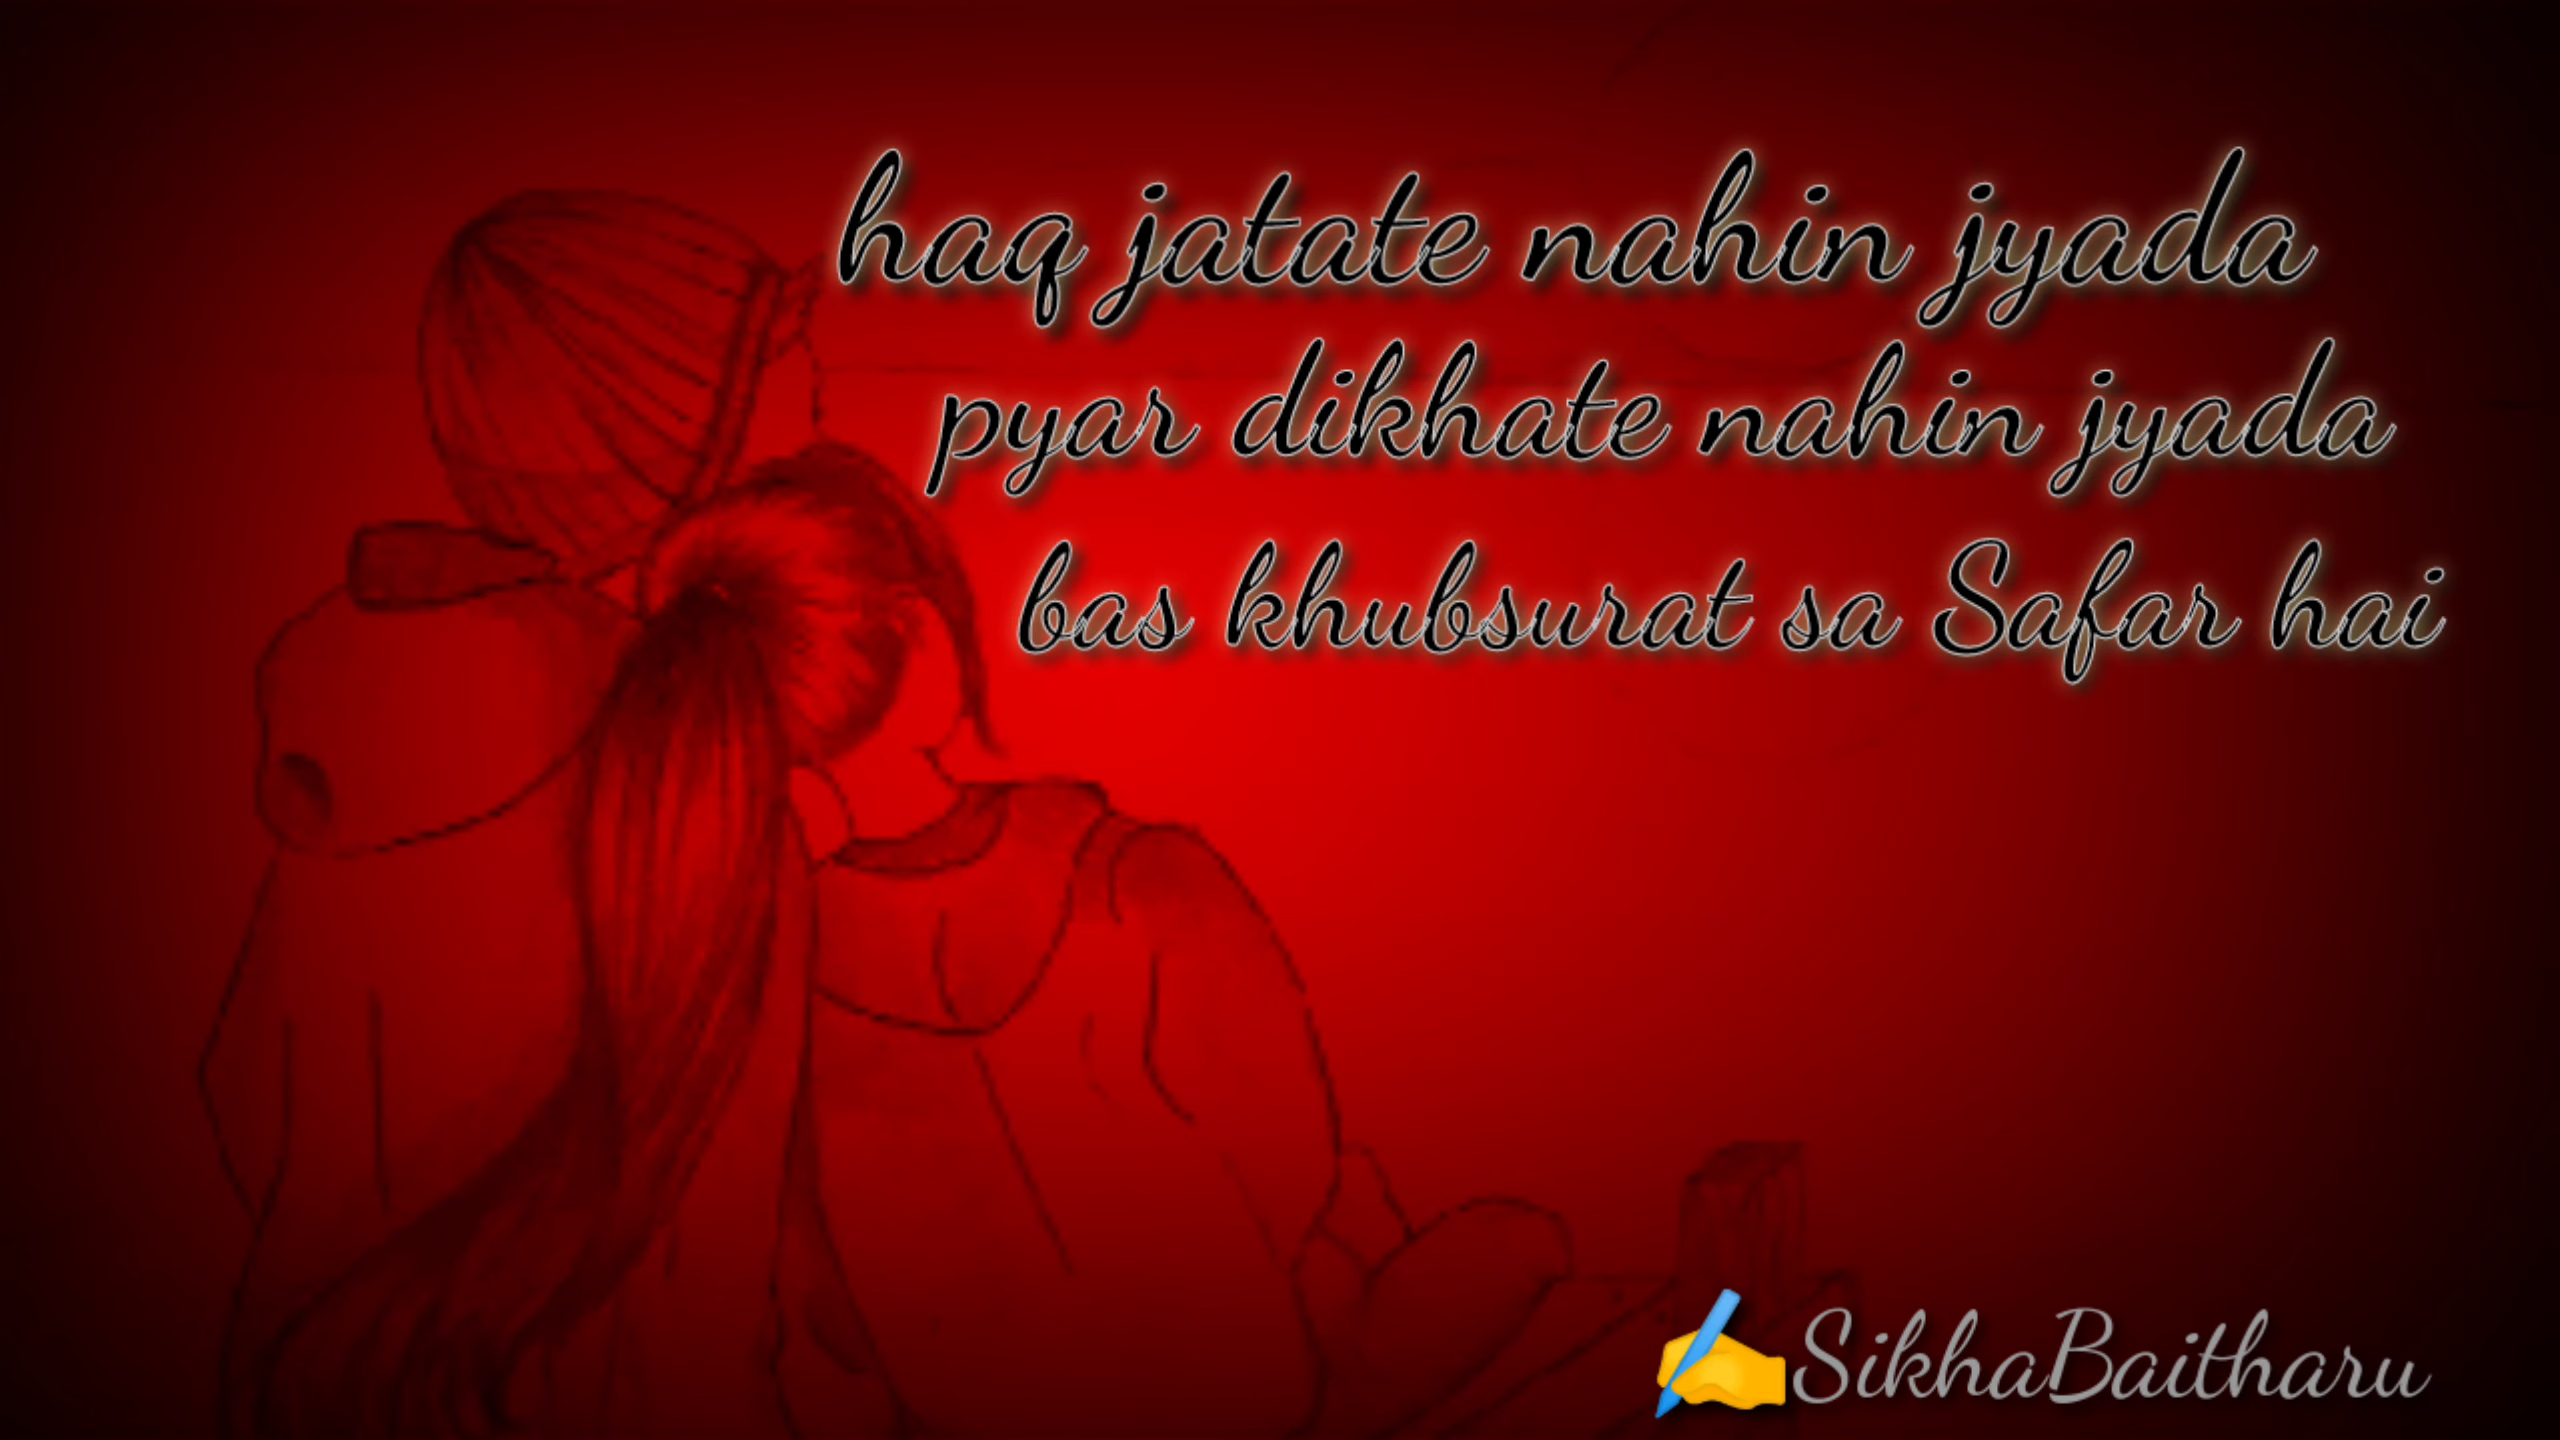 haq jatate nahin jyada
pyar dikhate nahin jyada
bas khubsurat sa Safar hai
✍SikhaBaitharu